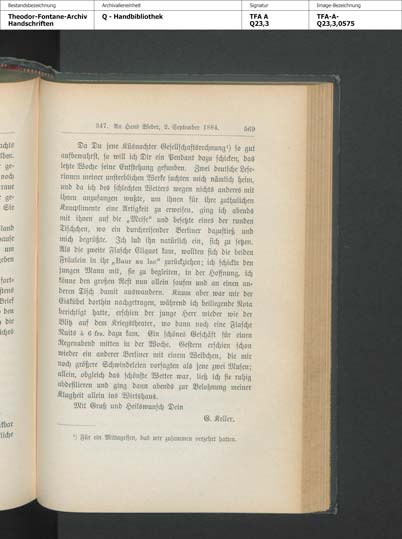 Bestandsbezeichnung
Theodor-Fontane-Archiv
Handschriften
Archivalieneinheit
Q - Handbibliothek
Signatur
TFA A
Q23,3
Image-Bezeichnung
TFA-A-
Q23,3,0575
347. An Hans Weber, 2. September 1884. 569
Da Du jene Küsnachter Gesellschaftsrechnung¹) so gut
aufbewahrst, so will ich Dir ein Pendant dazu schicken, das
letzte Woche seine Entstehung gefunden. Zwei deutsche Lese-
rinnen meiner unsterblichen Werke suchten mich nämlich heim,
und da ich des schlechten Wetters wegen nichts anderes mit
ihnen anzufangen wußte, um ihnen für ihre zuthulichen
Komplimente eine Artigkeit zu erweisen, ging ich abends
mit ihnen auf die „Meise“ und besetzte eines der runden
Tischchen, wo ein durchreisender Berliner dazustieß und
mich begrüßte. Ich lud ihn natürlich ein, sich zu setzen.
Als die zweite Flasche Cliquot kam, wollten sich die beiden
Fräulein in ihr „Baur au lac“ zurückziehen; ich schickte den
jungen Mann mit, sie zu begleiten, in der Hoffnung, ich
könne den großen Rest nun allein saufen und an einen an-
deren Tisch damit auswandern. Kaum aber war mir der
Eiskübel dorthin nachgetragen, während ich beiliegende Nota
berichtigt hatte, erschien der junge Herr wieder wie der
Blitz auf dem Kriegstheater, wo dann noch eine Flasche
Nuits à 6 frs. dazu kam. Ein schönes Geschäft für einen
Regenabend mitten in der Woche. Gestern erschien schon
wieder ein anderer Berliner mit einem Weibchen, die mir
noch größere Schwindeleien vorsagten als jene zwei Musen;
allein, obgleich das schönste Wetter war, ließ ich sie ruhig
abdefilieren und ging dann abends zur Belohnung meiner
Klugheit allein ins Wirtshaus.
Mit Gruß und Heilswunsch Dein
G. Keller.
¹) Für ein Mittagessen, das wir zusammen verzehrt hatten.